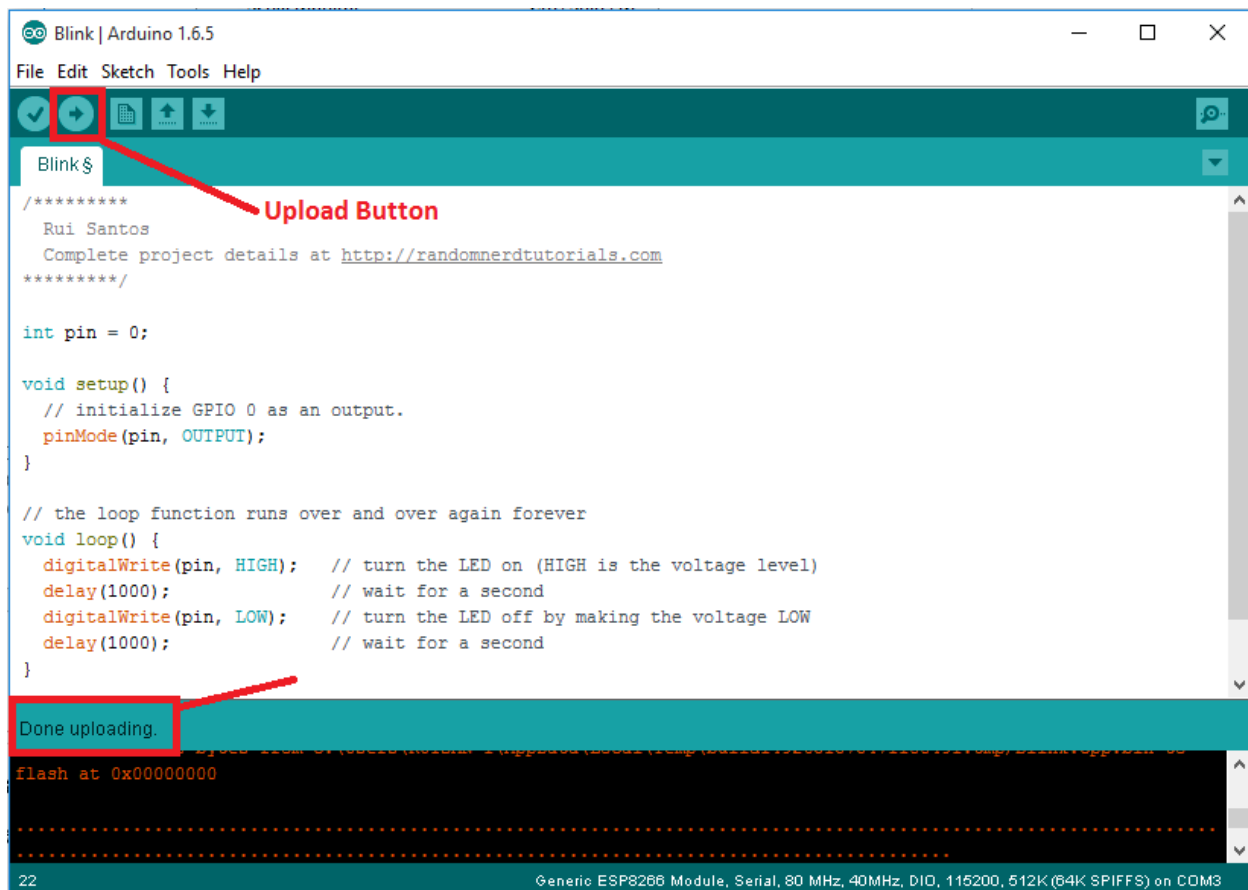 Blink | Arduino 1.6.5
File Edit Sketch Tools Help
Blink §
Upload Button
/*********
Rui Santos
Complete project details at http://randomnerdtutorials.com
*********/
int pin = 0;
void setup() {
// initialize GPIO 0 as an output.
pinMode(pin, OUTPUT);
}
// the loop function runs over and over again forever
void loop() {
digitalWrite(pin, HIGH); // turn the LED on (HIGH is the voltage level)
delay(1000); // wait for a second
digitalWrite(pin, LOW); // turn the LED off by making the voltage LOW
delay(1000); // wait for a second
}
Done uploading.
flash at 0x00000000
................................................................................
................................................................................
22
Generic ESP8266 Module, Serial, 80 MHz, 40MHz, DIO, 115200, 512K (64K SPIFFS) on COM3